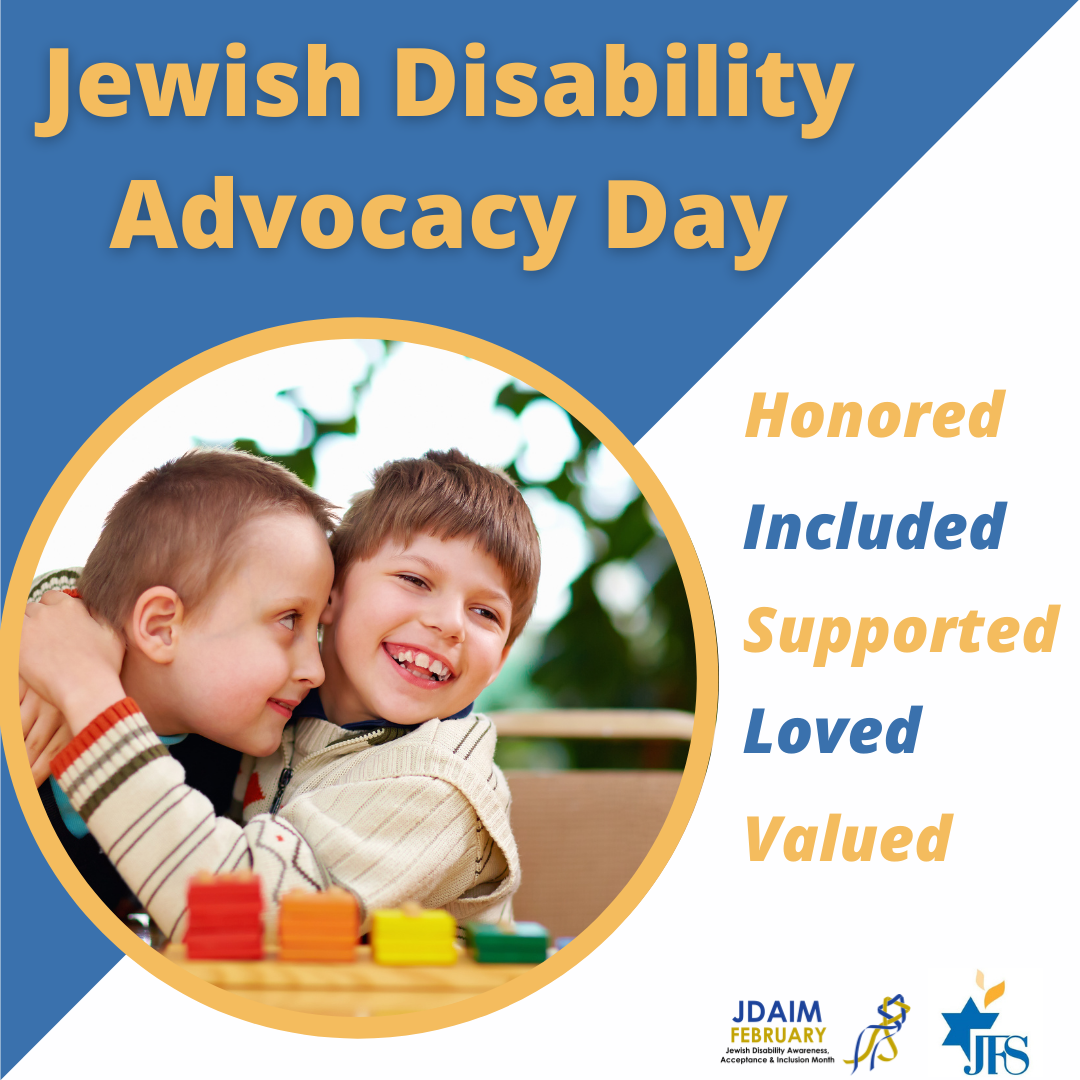 Jewish Disability
Advocacy Day
Honored
Included
Supported
Loved
Valued
JDAIM
FEBRUARY
Jewish Disability Awareness,
Acceptance & Inclusion Month
JFS